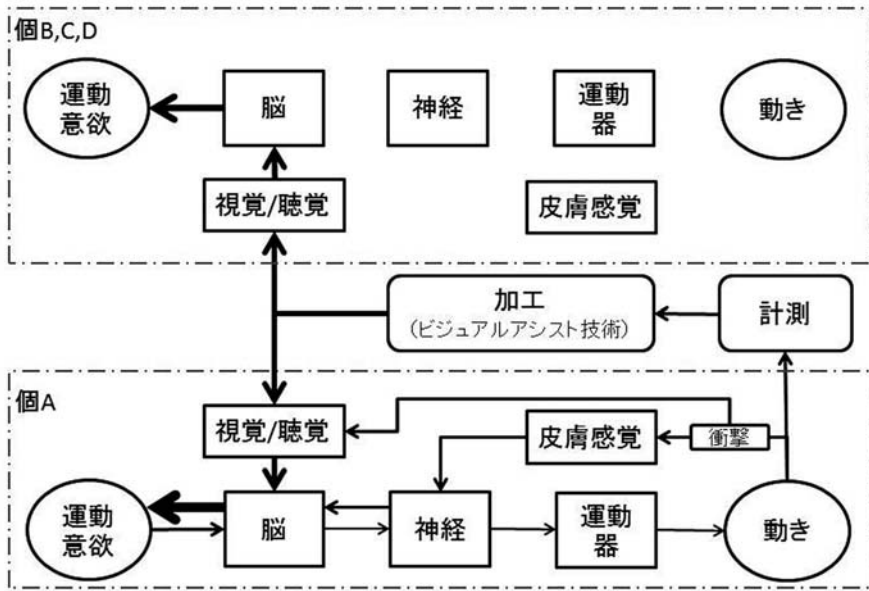 個B,C,D
運動
意欲
脳
神経
運動
器
動き
視覚/聴覚
皮膚感覚
加工
(ビジュアルアシスト技術)
計測
個A
視覚/聴覚
皮膚感覚
衝撃
運動
意欲
脳
神経
運動
器
動き